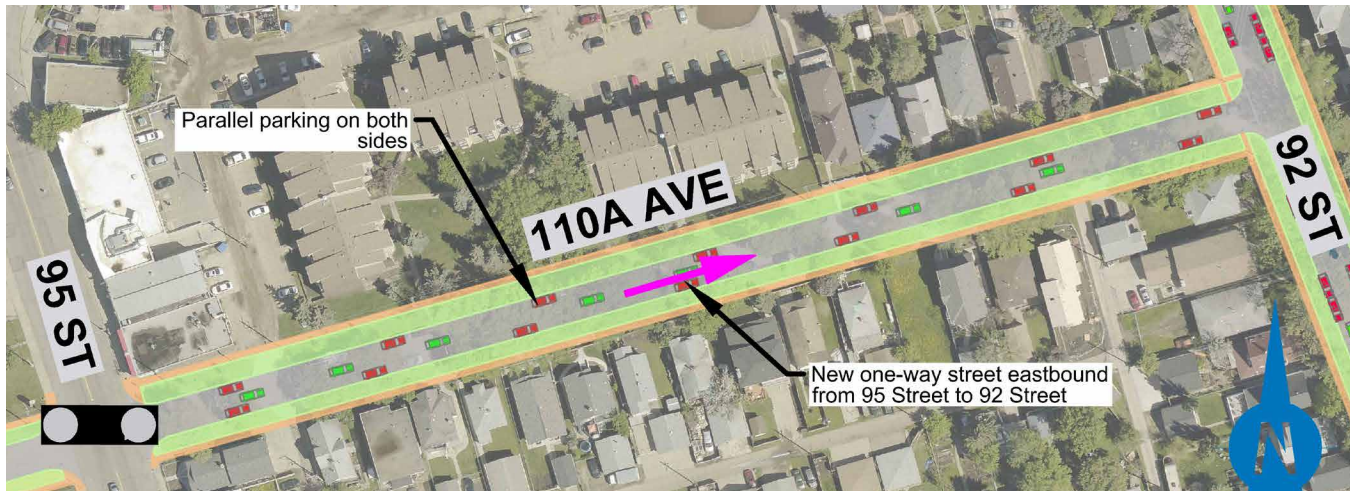 Parallel parking on both
sides
110A AVE
92 ST
95 ST
New one-way street eastbound
from 95 Street to 92 Street
N